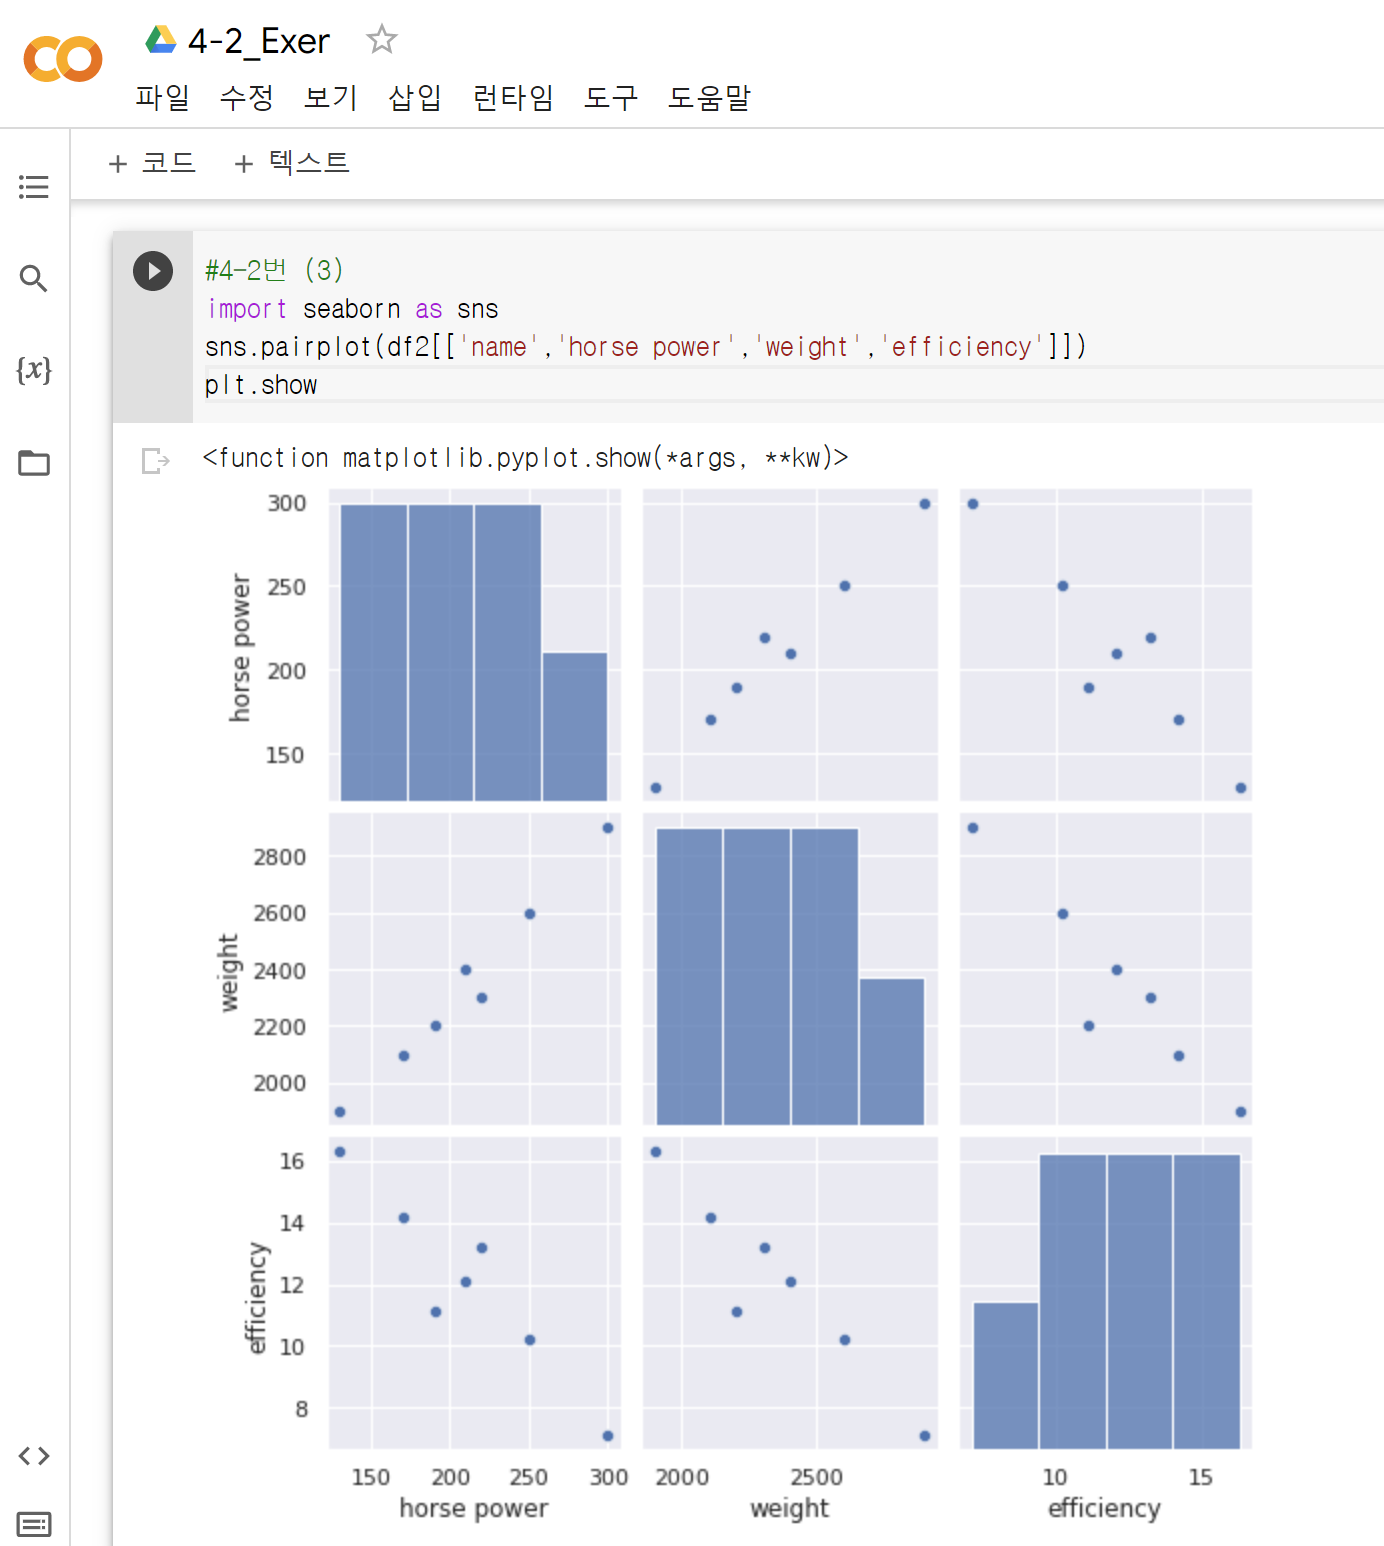 4-2_Exer
파일 수정 보기 삽입 런타임 도구 도움말
+ 코드 + 텍스트
{x}
#4-2번 (3)
import seaborn as sns
sns.pairplot(df2[['name','horse power','weight','efficiency']])
plt.show
<function matplotlib.pyplot.show(*args, **kw)>
300
250
200
150
horse power
2800
2600
2400
2200
2000
weight
16
14
12
10
8
efficiency
150 200 250 300 2000 2500 10 15
horse power weight efficiency